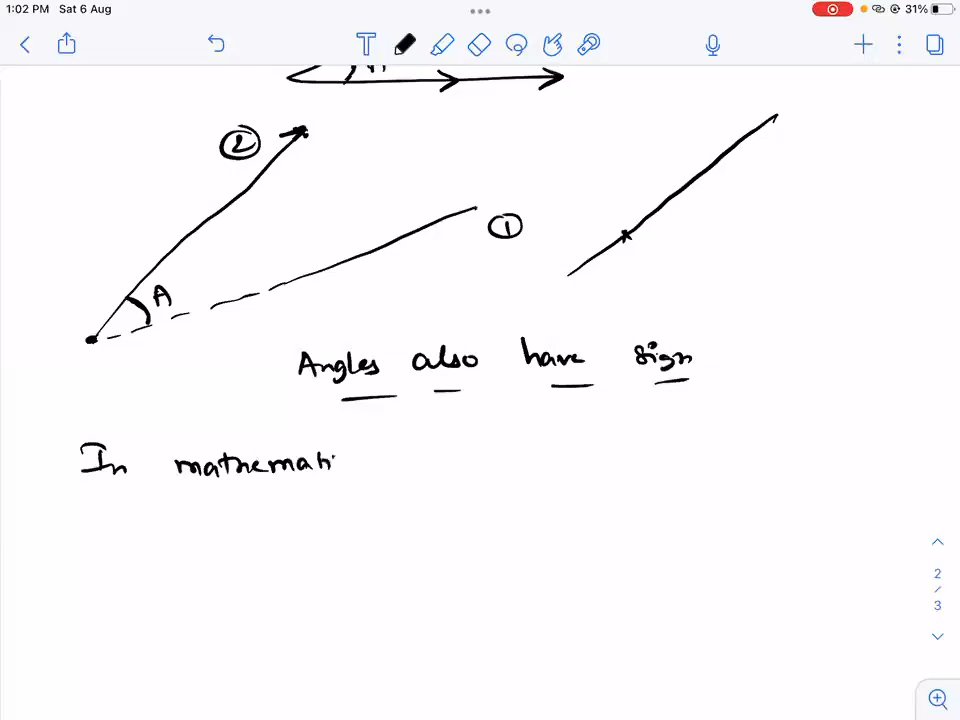 1:02 PM Sat 6 Aug
31%
T
2
1
A
Angles also have sign
In mathemati
2
/
3